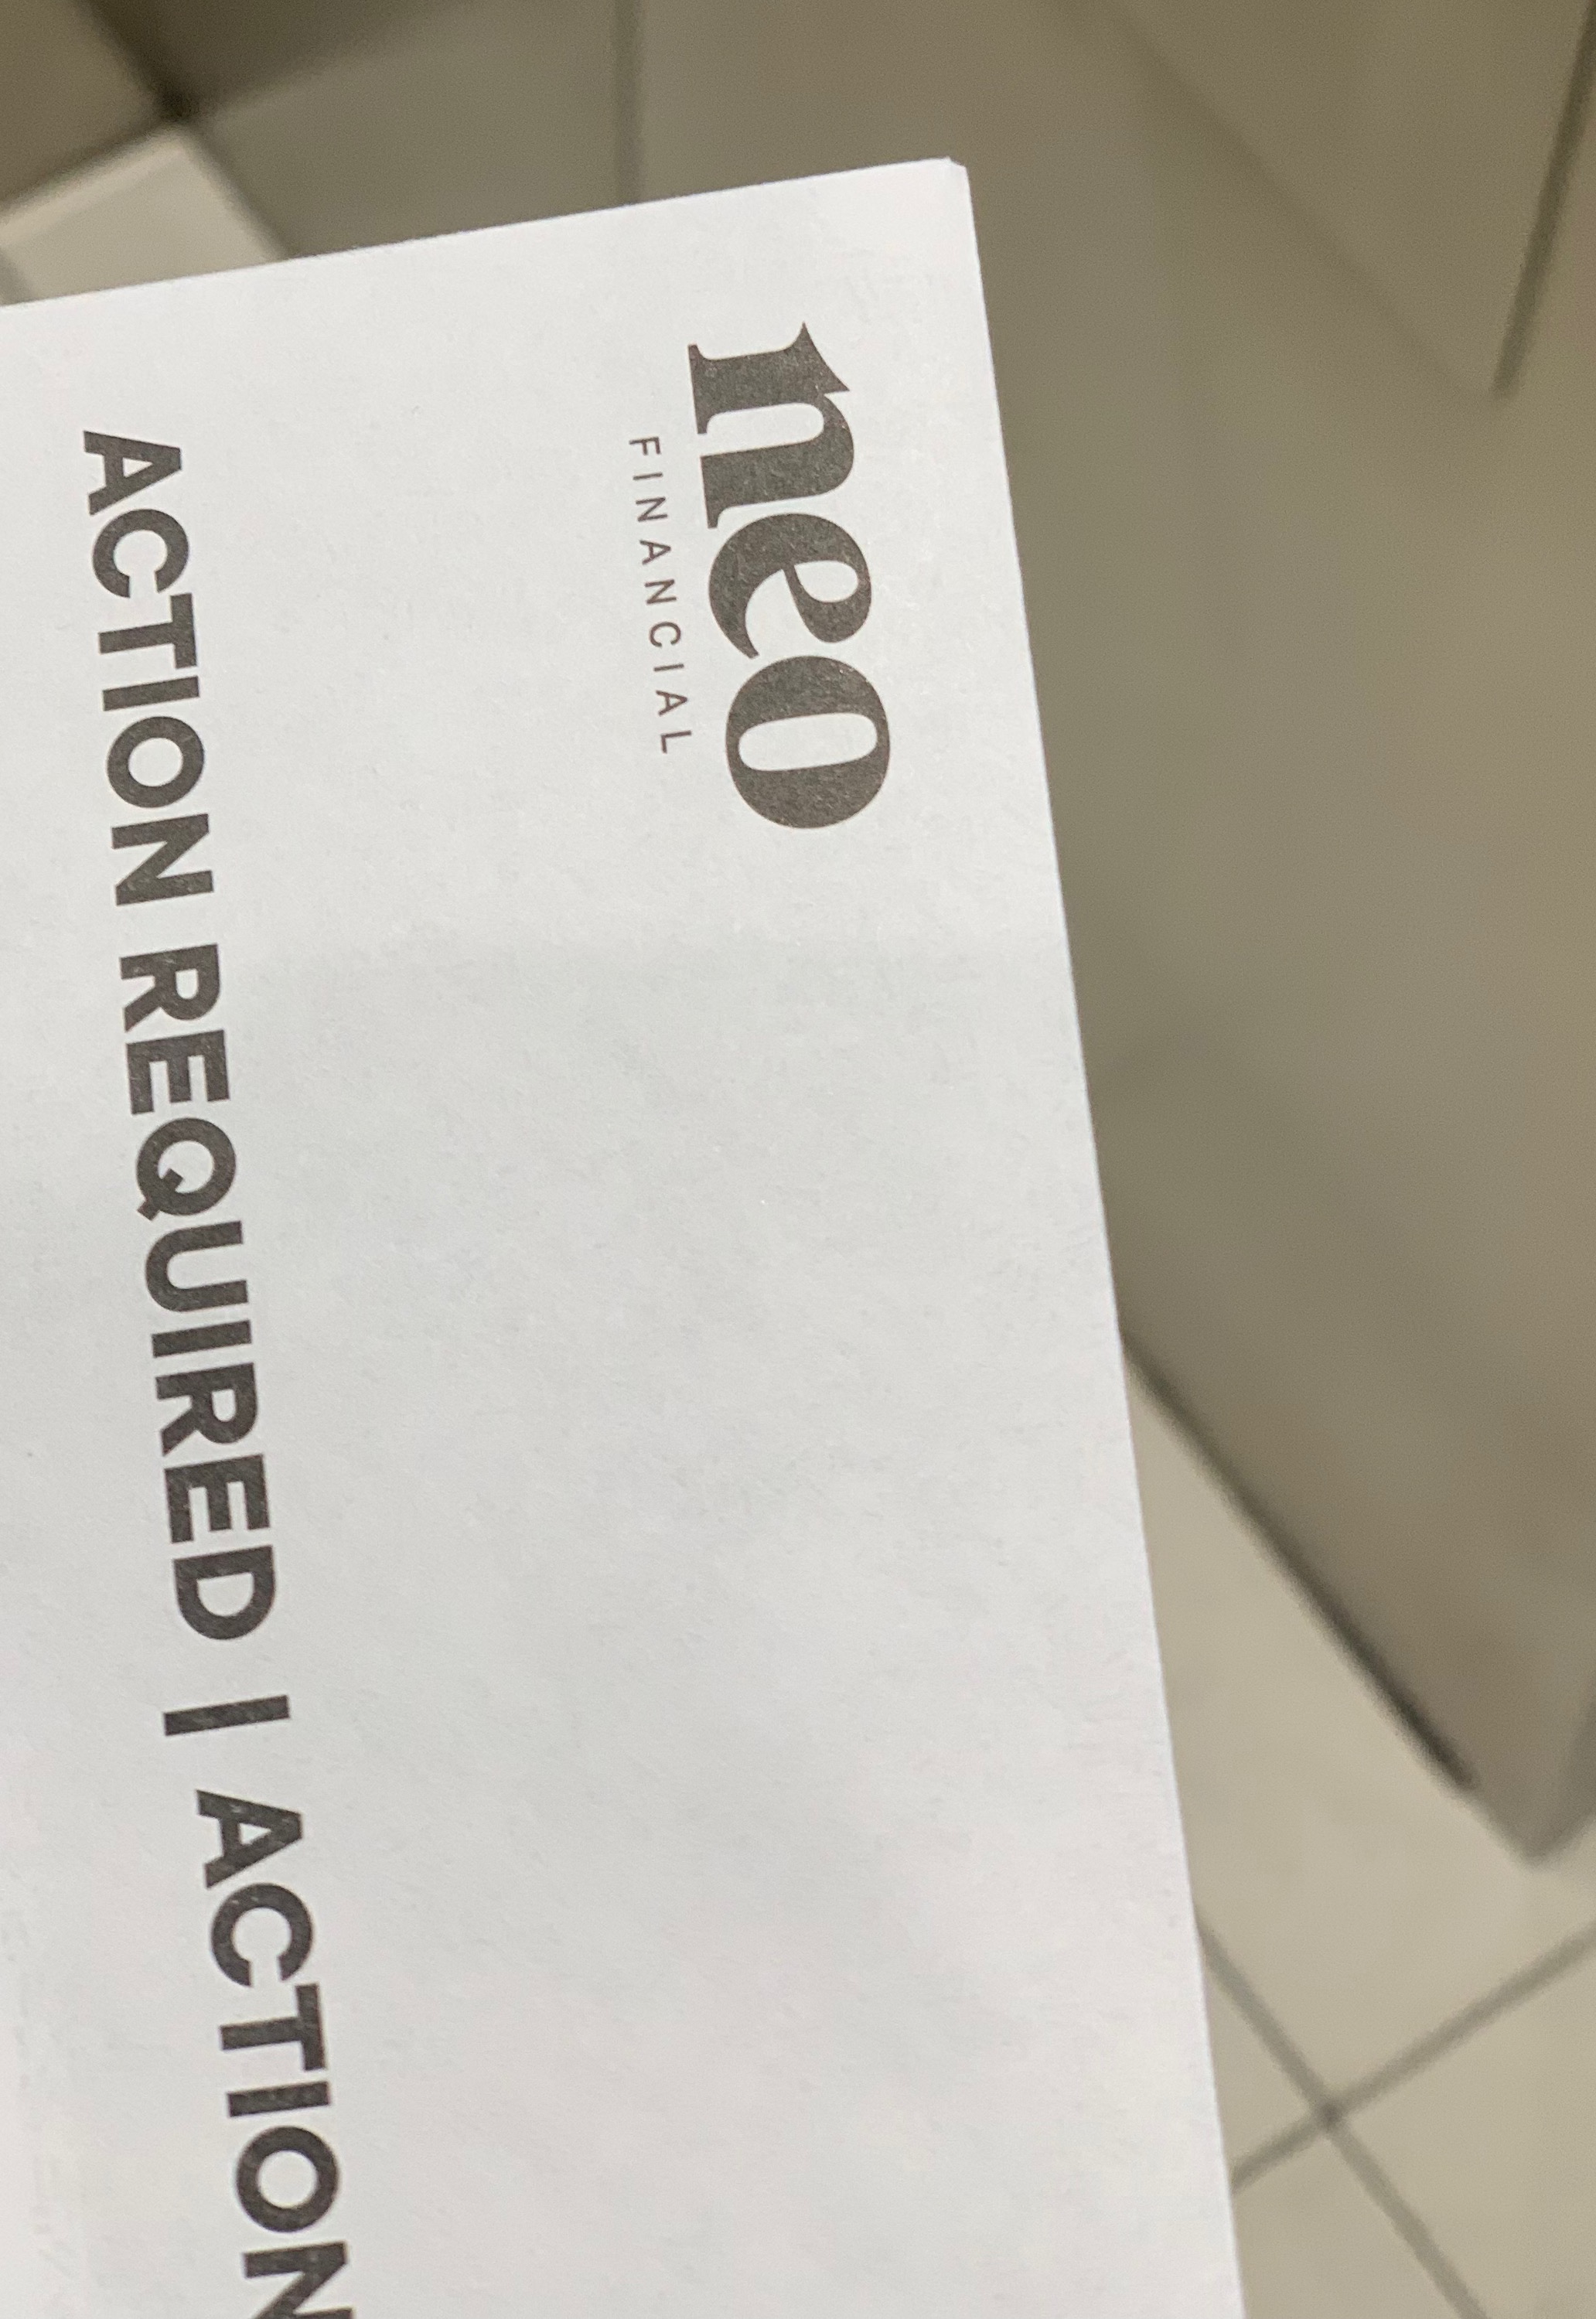 neo
FINANCIAL
ACTION REQUIRED | ACTION